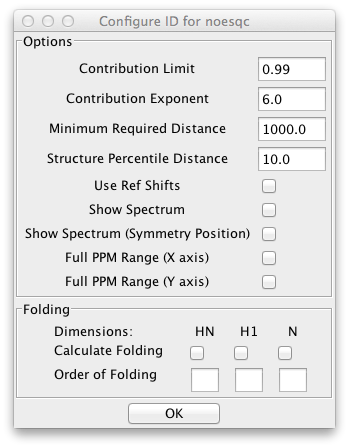 Configure ID for noesqc
Options
Contribution Limit 0.99
Contribution Exponent 6.0
Minimum Required Distance 1000.0
Structure Percentile Distance 10.0
Use Ref Shifts
Show Spectrum
Show Spectrum (Symmetry Position)
Full PPM Range (X axis)
Full PPM Range (Y axis)
Folding
Dimensions: HN H1 N
Calculate Folding
Order of Folding
OK